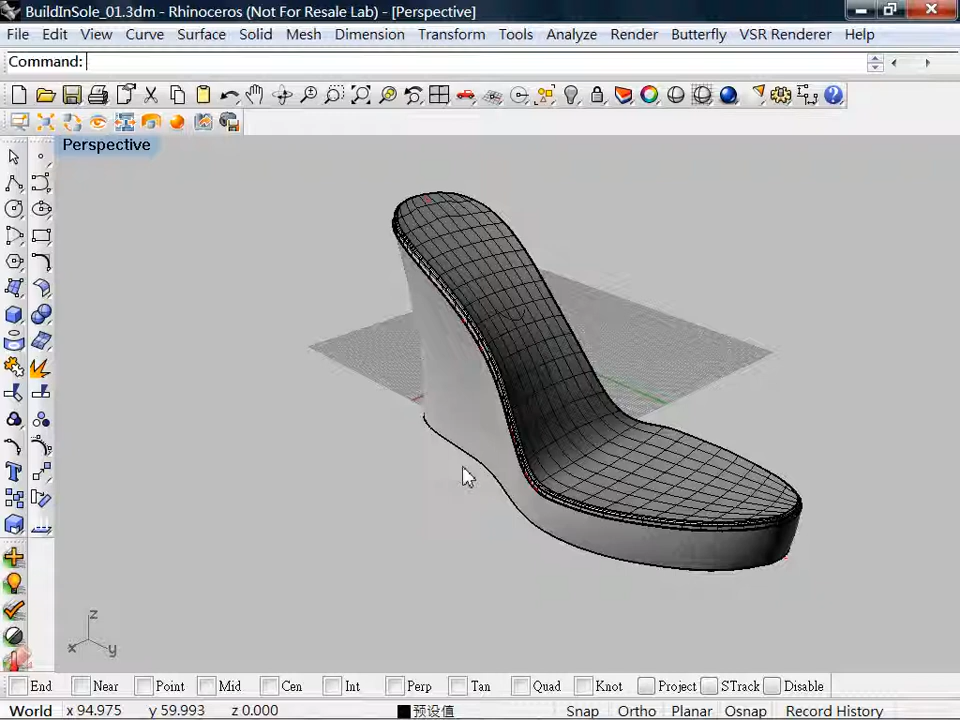 BuildInSole_01.3dm - Rhinoceros (Not For Resale Lab) - [Perspective]
File Edit View Curve Surface Solid Mesh Dimension Transform Tools Analyze Render Butterfly VSR Renderer Help
Command:
Perspective
z
x
y
End Near Point Mid Cen Int Perp Tan Quad Knot Project STrack Disable
World x 94.975 y 59.993 z 0.000 预设值 Snap Ortho Planar Osnap Record History